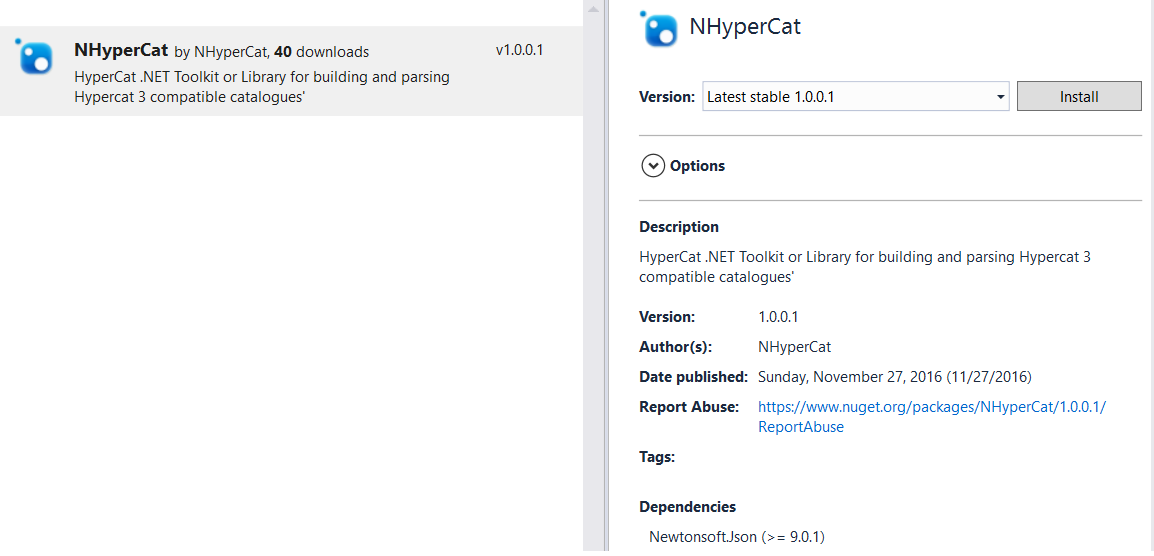 NHyperCat by NHyperCat, 40 downloads v1.0.0.1
HyperCat .NET Toolkit or Library for building and parsing
Hypercat 3 compatible catalogues'
NHyperCat
Version: Latest stable 1.0.0.1 Install
Options
Description
HyperCat .NET Toolkit or Library for building and parsing Hypercat 3
compatible catalogues'
Version: 1.0.0.1
Author(s): NHyperCat
Date published: Sunday, November 27, 2016 (11/27/2016)
Report Abuse: https://www.nuget.org/packages/NHyperCat/1.0.0.1/
ReportAbuse
Tags:
Dependencies
Newtonsoft.Json (>= 9.0.1)